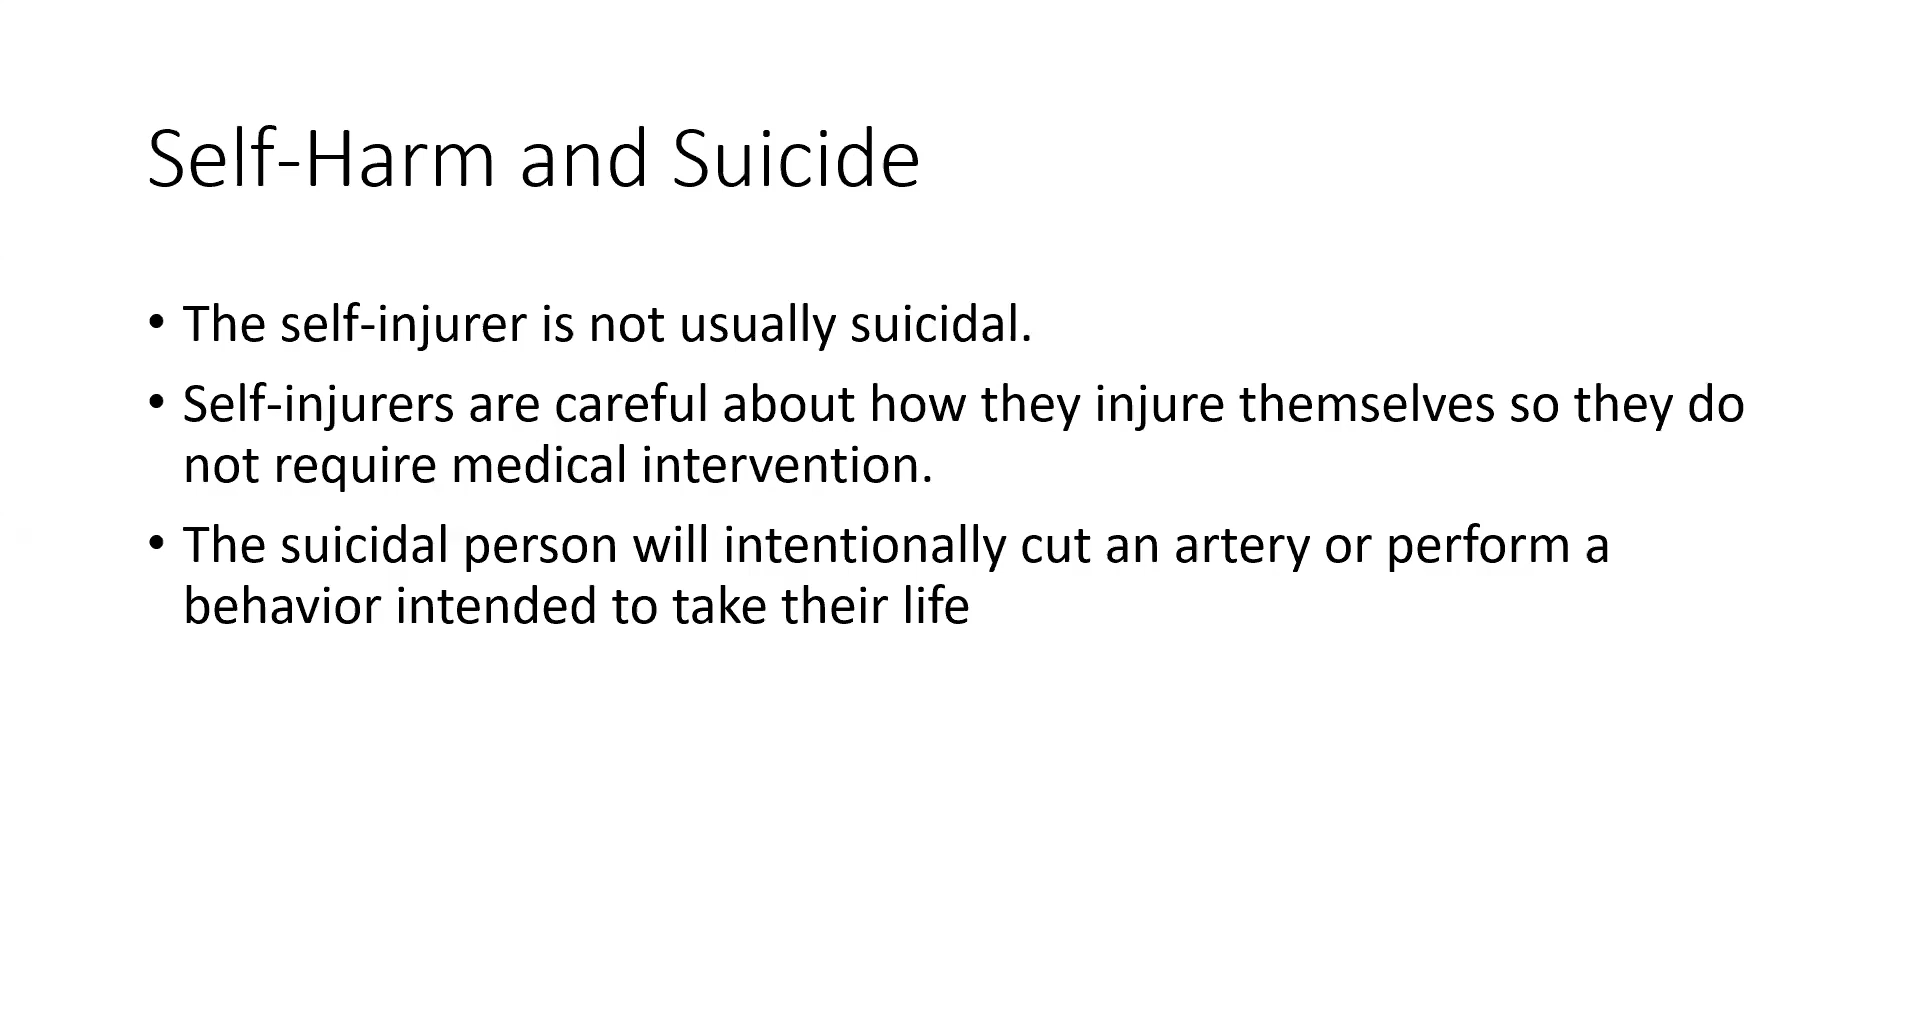 Self-Harm and Suicide
• The self-injurer is not usually suicidal.
• Self-injurers are careful about how they injure themselves so they do
not require medical intervention.
• The suicidal person will intentionally cut an artery or perform a
behavior intended to take their life